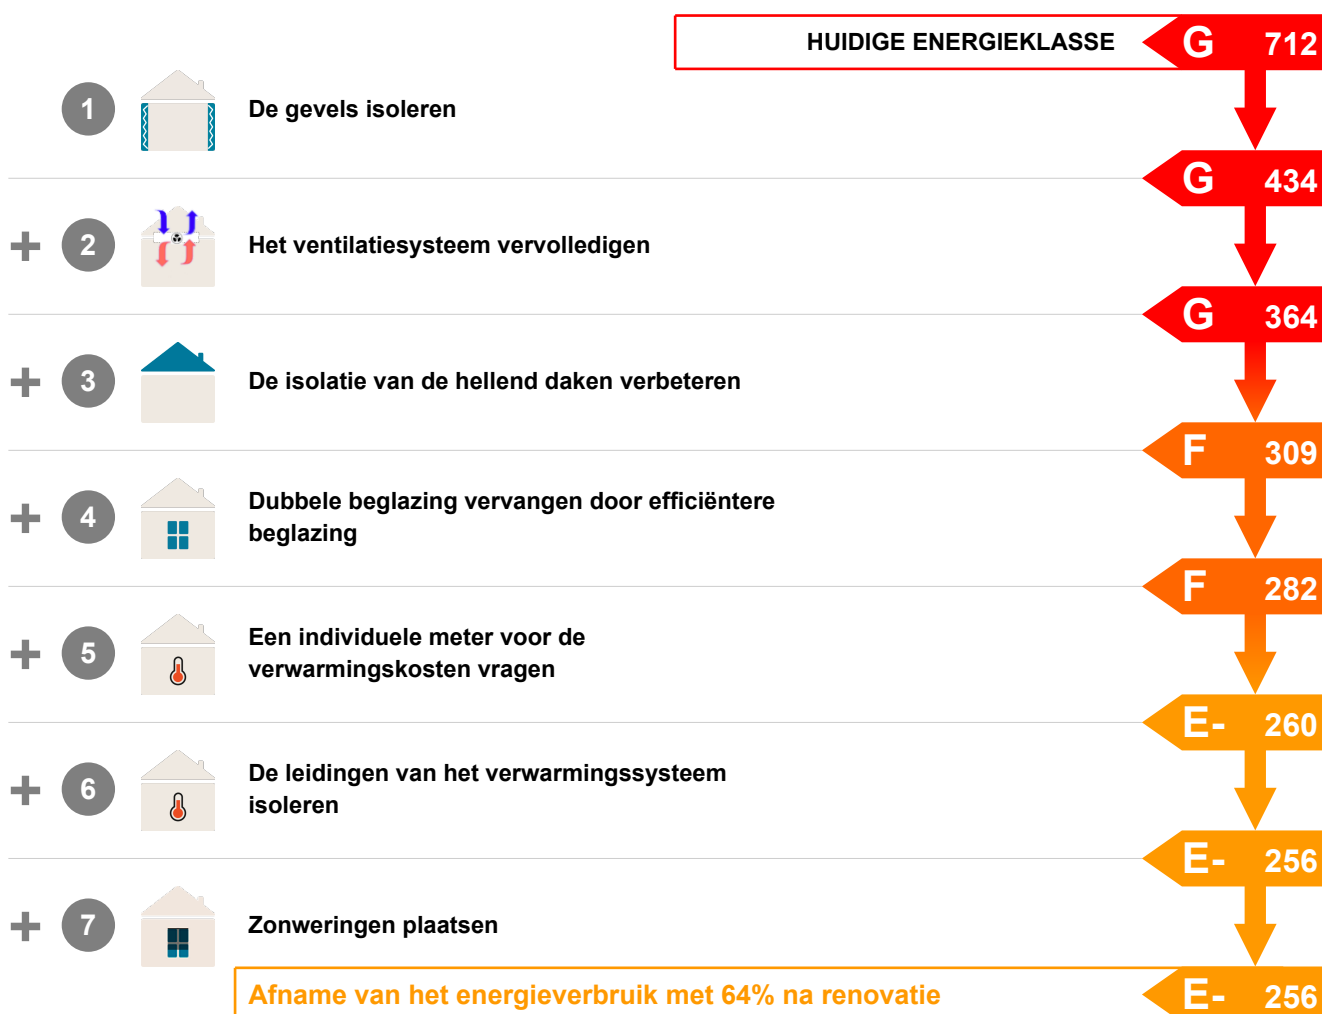 HUIDIGE ENERGIEKLASSE G 712
1 De gevels isoleren
G 434
+ 2 Het ventilatiesysteem vervolledigen
G 364
+ 3 De isolatie van de hellend daken verbeteren
F 309
+ 4 Dubbele beglazing vervangen door efficiëntere
beglazing
F 282
+ 5 Een individuele meter voor de
verwarmingskosten vragen
E- 260
+ 6 De leidingen van het verwarmingssysteem
isoleren
E- 256
+ 7 Zonweringen plaatsen
Afname van het energieverbruik met 64% na renovatie E- 256